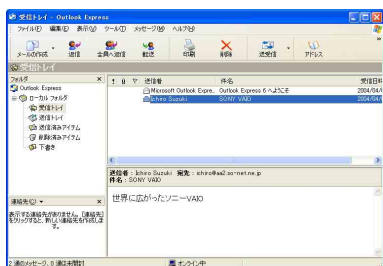 受信トレイ - Outlook Express
ファイル(F) 編集(E) 表示(V) ツール(T) メッセージ(M) ヘルプ(H)
メールの作成 返信 全員へ返信 転送 印刷 削除 送受信 アドレス
受信トレイ
フォルダ ×
Outlook Express
ローカル フォルダ
受信トレイ
送信トレイ
送信済みアイテム
削除済みアイテム
下書き
! 送信者 件名 受信日時
Microsoft Outlook Expre... Outlook Express 6 へようこそ 2004/04/
Ichiro Suzuki SONY VAIO 2004/04/
送信者: Ichiro Suzuki 宛先: ichiro@aa2.so-net.ne.jp
件名: SONY VAIO
世界に広がったソニーVAIO
連絡先(C) ×
表示する連絡先がありません。[連絡先]
をクリックすると、新しい連絡先を作成しま
す。
2 通のメッセージ、0 通は未開封 オンライン中